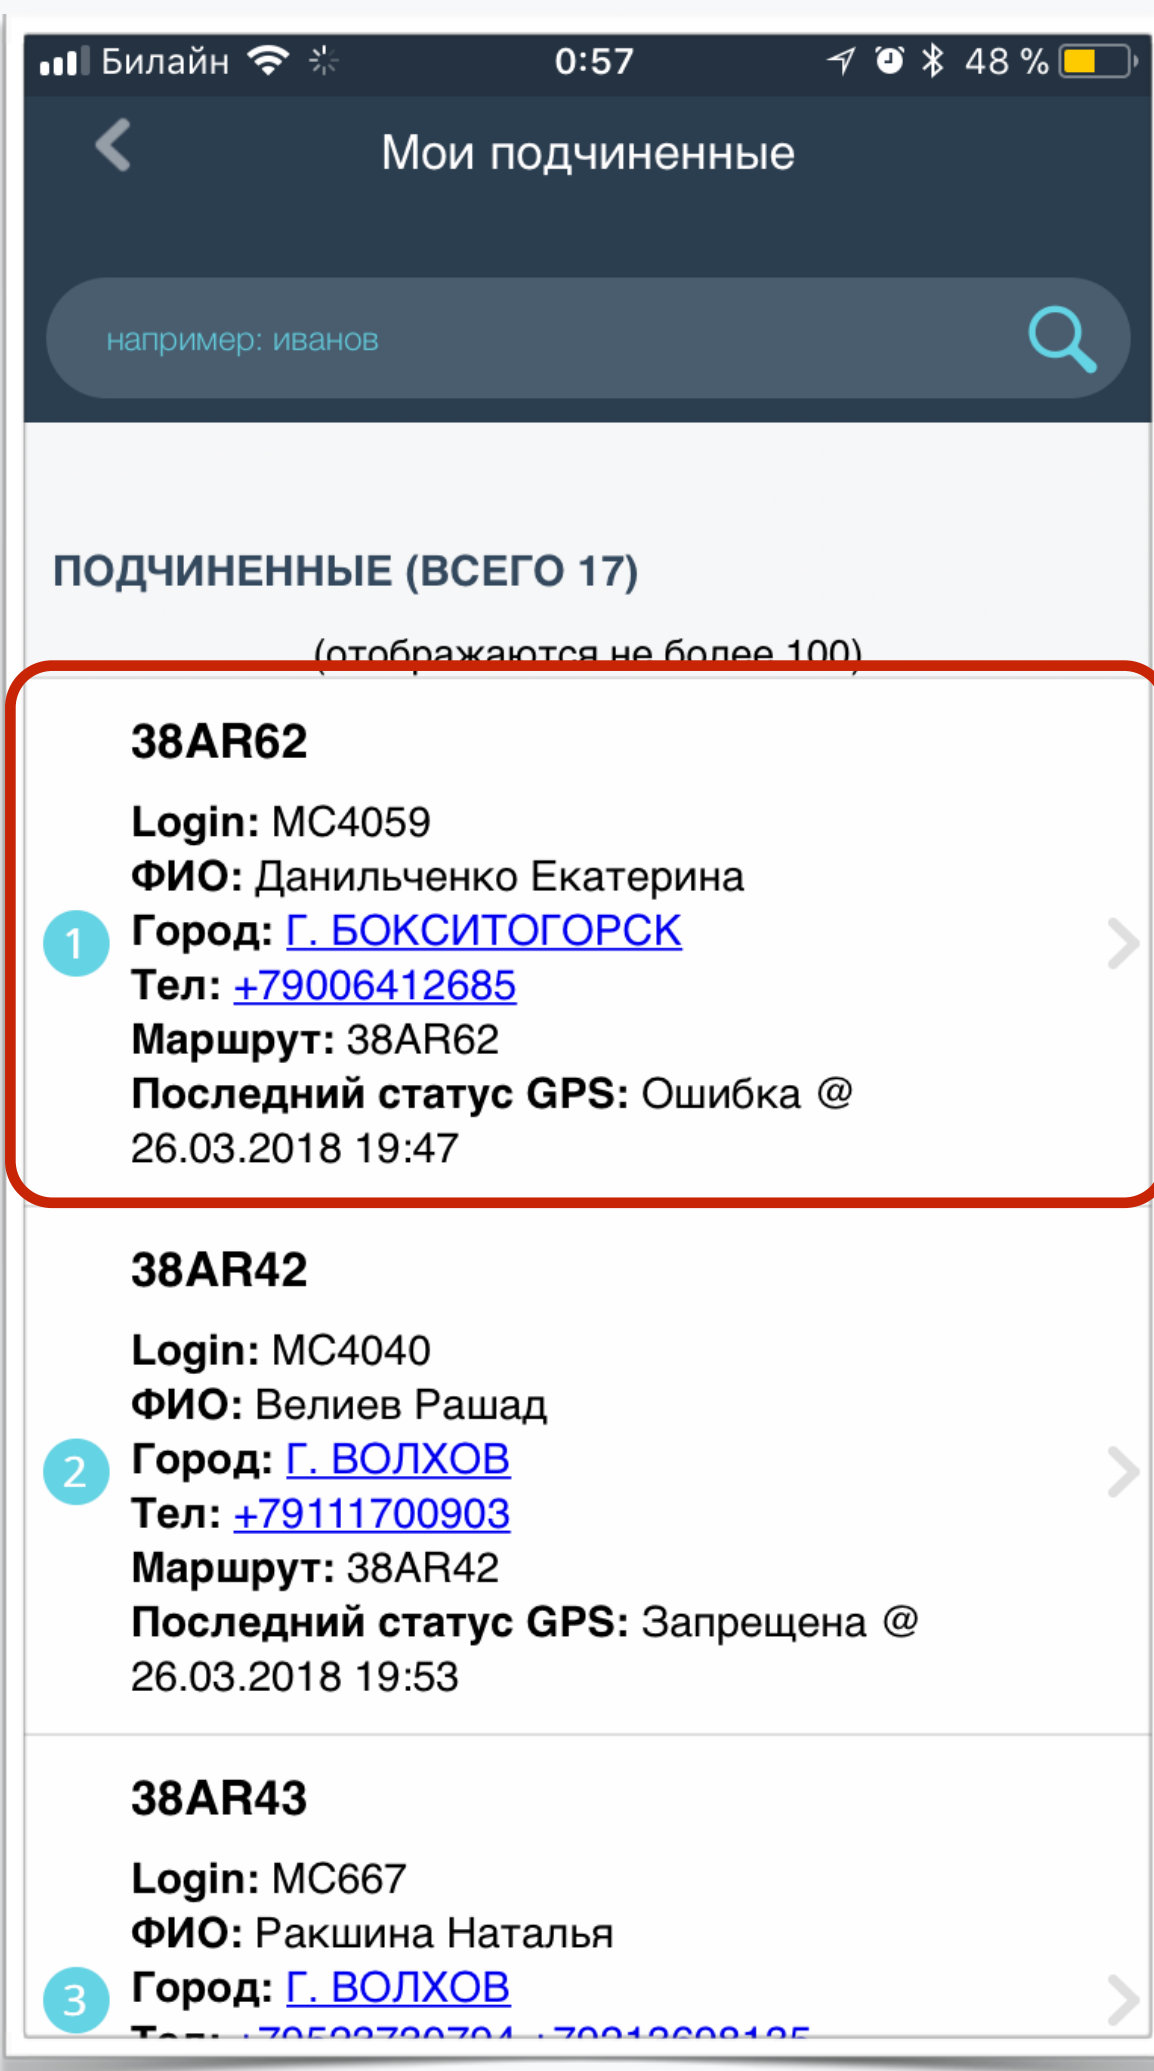 Билайн 0:57 48 %
Мои подчиненные
например: иванов
ПОДЧИНЕННЫЕ (ВСЕГО 17)
(отображаются не более 100)
38AR62
Login: MC4059
ФИО: Данильченко Екатерина
1 Город: Г. БОКСИТОГОРСК
Тел: +79006412685
Маршрут: 38AR62
Последний статус GPS: Ошибка @
26.03.2018 19:47
38AR42
Login: MC4040
ФИО: Велиев Рашад
2 Город: Г. ВОЛХОВ
Тел: +79111700903
Маршрут: 38AR42
Последний статус GPS: Запрещена @
26.03.2018 19:53
38AR43
Login: MC667
ФИО: Ракшина Наталья
3 Город: Г. ВОЛХОВ
Тел: